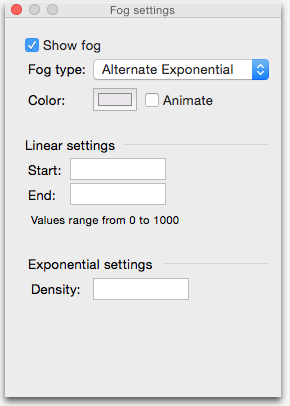 Fog settings
Show fog
Fog type: Alternate Exponential
Color: Animate
Linear settings
Start:
End:
Values range from 0 to 1000
Exponential settings
Density: